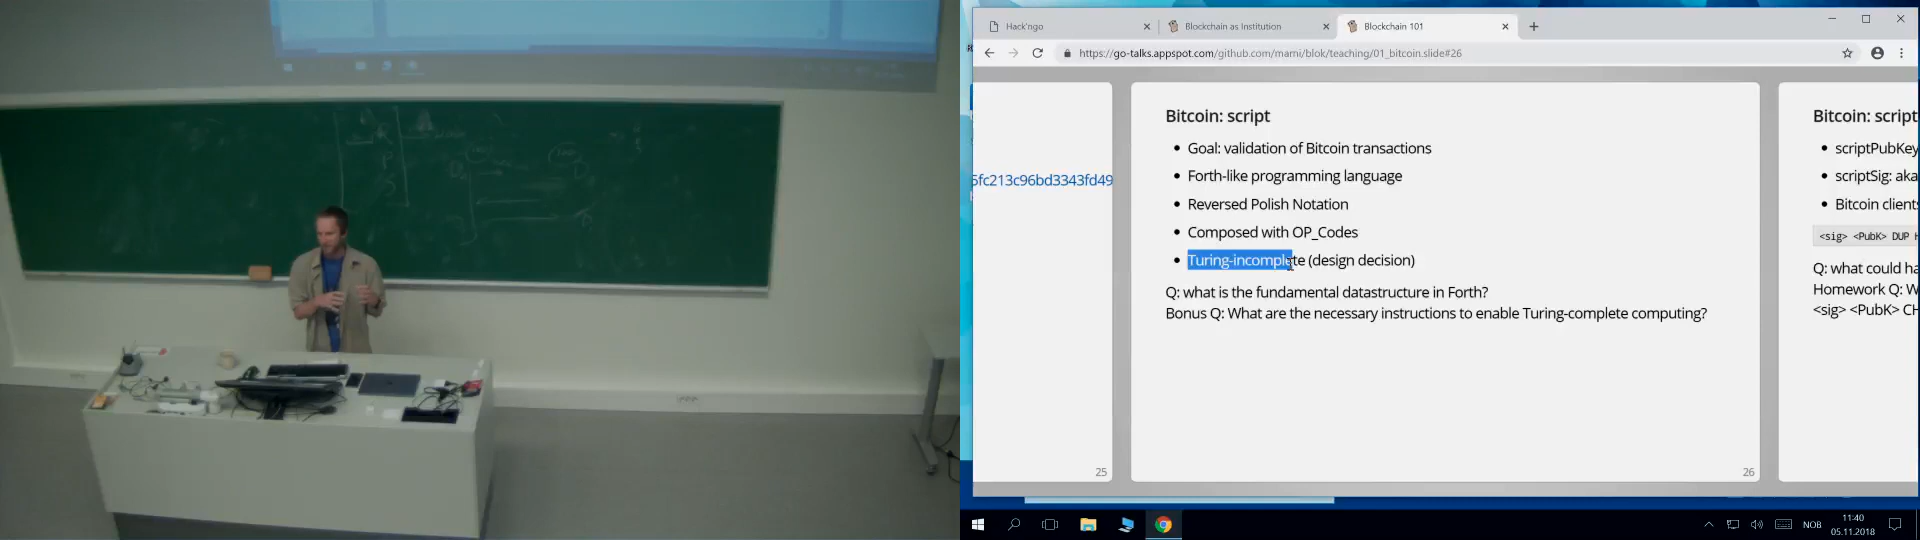 Hack'ngo
Blockchain as Institution
Blockchain 101
https://go-talks.appspot.com/github.com/mami/blok/teaching/01_bitcoin.slide#26
5fc213c96bd3343fd49
25
Bitcoin: script
Goal: validation of Bitcoin transactions
Forth-like programming language
Reversed Polish Notation
Composed with OP_Codes
Turing-incomplete (design decision)
Q: what is the fundamental datastructure in Forth?
Bonus Q: What are the necessary instructions to enable Turing-complete computing?
26
Bitcoin: script
scriptPubKey
scriptSig: aka
Bitcoin clients
<sig> <PubK> DUP H
Q: what could ha
Homework Q: W
<sig> <PubK> CH
NOB
11:40
05.11.2018